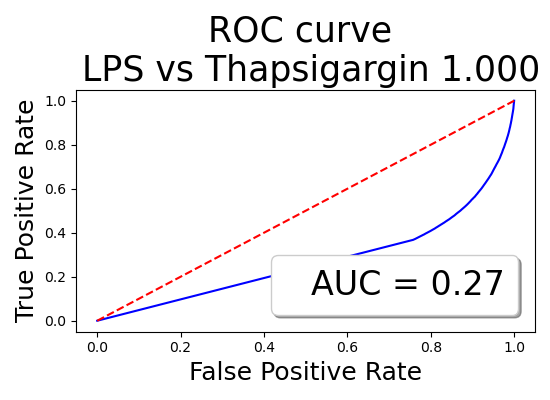 ROC curve
LPS vs Thapsigargin 1.000
True Positive Rate
1.0
0.8
0.6
0.4
0.2
0.0
AUC = 0.27
0.0 0.2 0.4 0.6 0.8 1.0
False Positive Rate